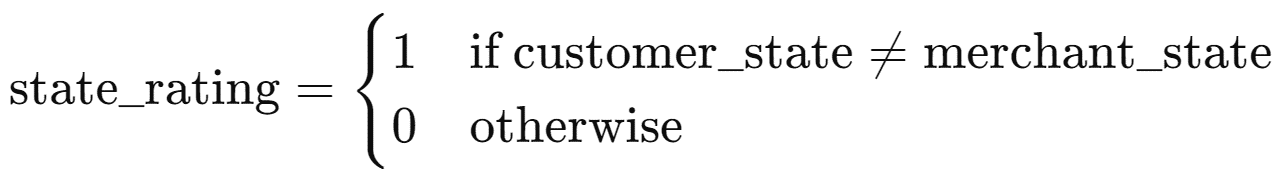 state_rating = { 1 if customer_state ≠ merchant_state
0 otherwise